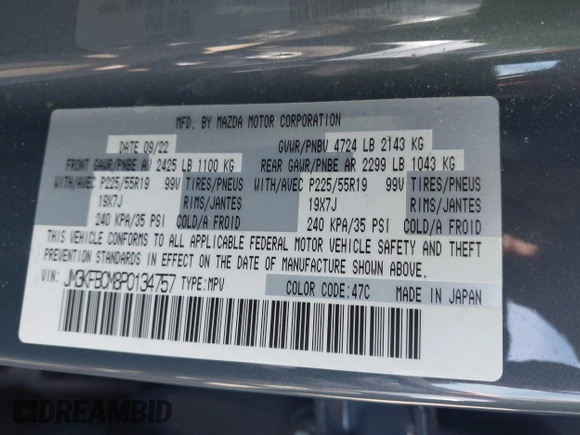 MFD. BY MAZDA MOTOR CORPORATION
DATE 09/22 GVWR/PNBV 4724 LB 2143 KG
FRONT GAWR/PNBE AV 2425 LB 1100 KG REAR GAWR/PNBE AR 2299 LB 1043 KG
WITH/AVEC P225/55R19 99V TIRES/PNEUS WITH/AVEC P225/55R19 99V TIRES/PNEUS
19X7J RIMS/JANTES 19X7J RIMS/JANTES
240 KPA/35 PSI COLD/A FROID 240 KPA/35 PSI COLD/A FROID
THIS VEHICLE CONFORMS TO ALL APPLICABLE FEDERAL MOTOR VEHICLE SAFETY AND THEFT
PREVENTION STANDARDS IN EFFECT ON THE DATE OF MANUFACTURE SHOWN ABOVE.
VIN: JM3KFBCM8P0134757 TYPE:MPV COLOR CODE:47C MADE IN JAPAN
DREAMBID